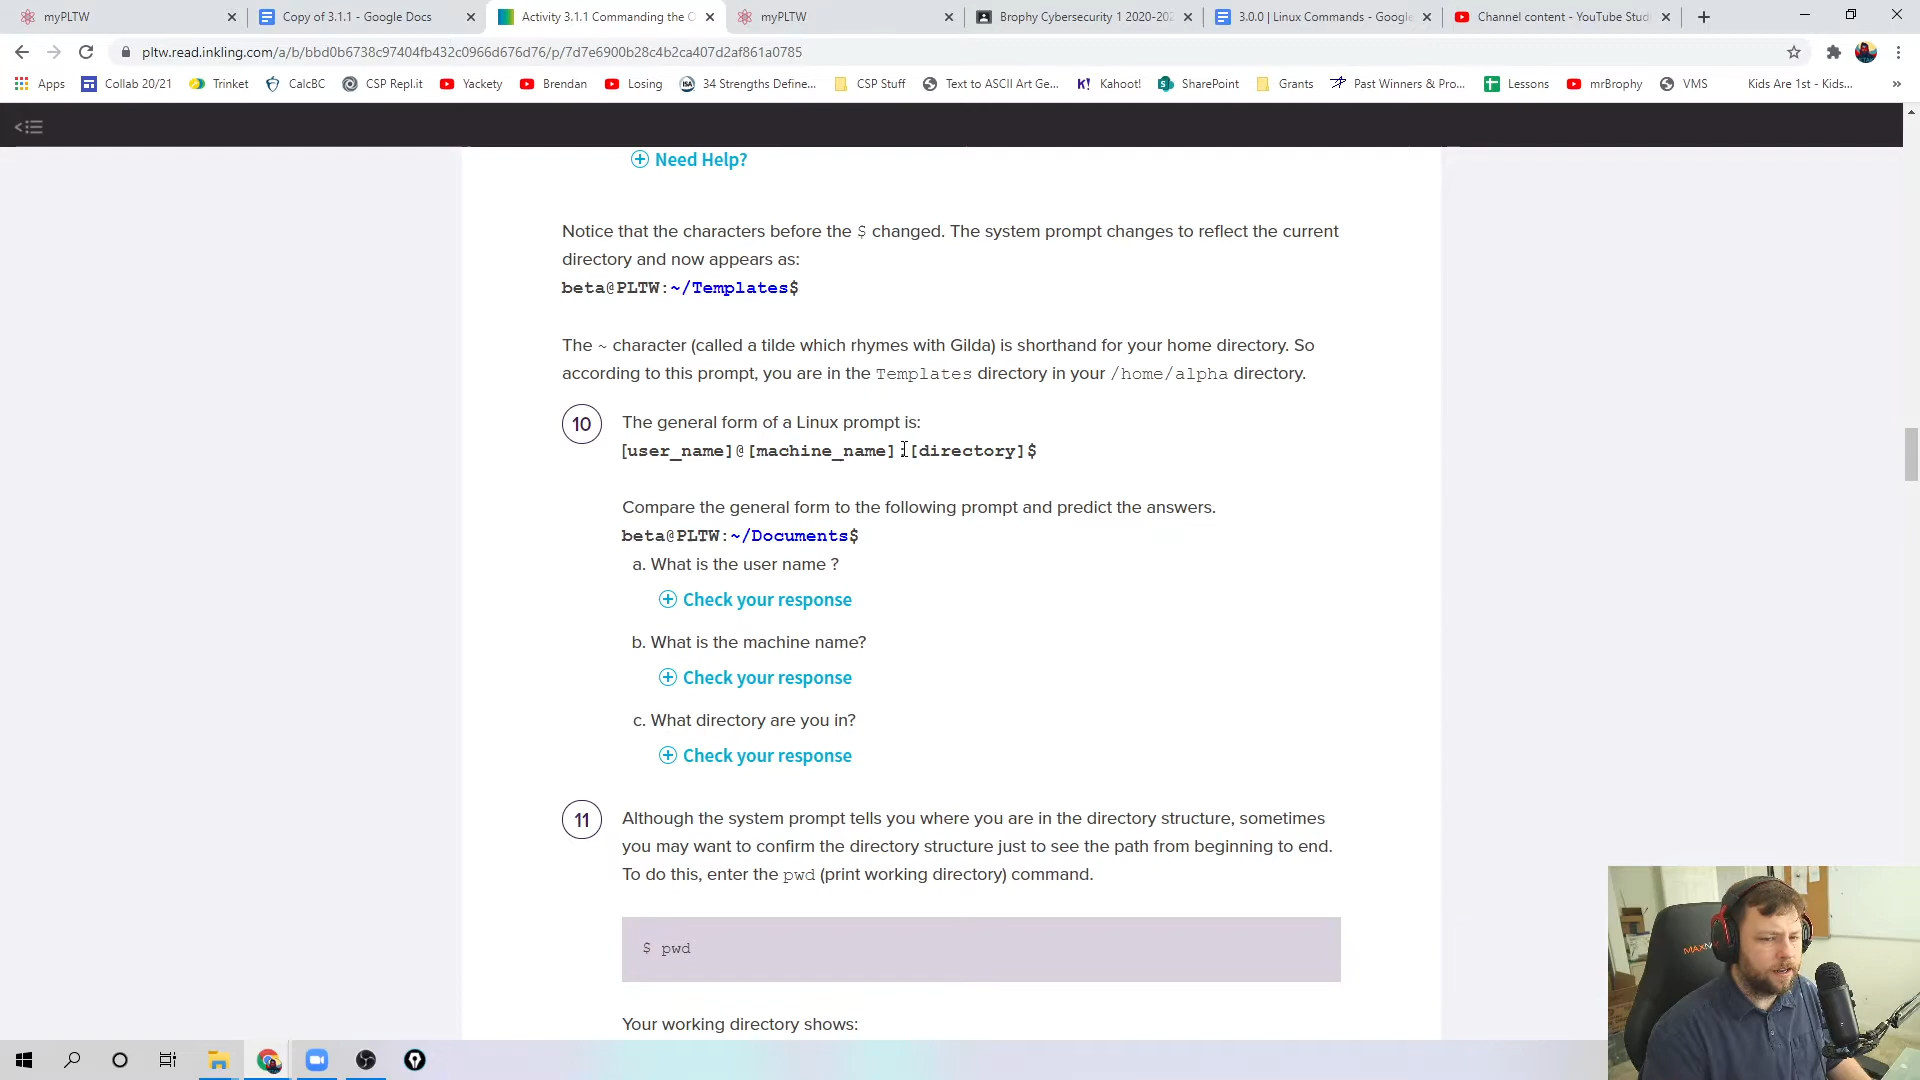 myPLTW
Copy of 3.1.1 - Google Docs
Activity 3.1.1 Commanding the O
myPLTW
Brophy Cybersecurity 1 2020-202
3.0.0 | Linux Commands - Google
Channel content - YouTube Stud
pltw.read.inkling.com/a/b/bbd0b6738c97404fb432c0966d676d76/p/7d7e6900b28c4b2ca407d2af861a0785
Apps
Collab 20/21
Trinket
CalcBC
CSP Repl.it
Yackety
Brendan
Losing
34 Strengths Define...
CSP Stuff
Text to ASCII Art Ge...
Kahoot!
SharePoint
Grants
Past Winners & Pro...
Lessons
mrBrophy
VMS
Kids Are 1st - Kids...
Need Help?
Notice that the characters before the $ changed. The system prompt changes to reflect the current
directory and now appears as:
beta@PLTW:~/Templates$
The ~ character (called a tilde which rhymes with Gilda) is shorthand for your home directory. So
according to this prompt, you are in the Templates directory in your /home/alpha directory.
10
The general form of a Linux prompt is:
[user_name]@[machine_name]:[directory]$
Compare the general form to the following prompt and predict the answers.
beta@PLTW:~/Documents$
a. What is the user name ?
Check your response
b. What is the machine name?
Check your response
c. What directory are you in?
Check your response
11
Although the system prompt tells you where you are in the directory structure, sometimes
you may want to confirm the directory structure just to see the path from beginning to end.
To do this, enter the pwd (print working directory) command.
$ pwd
Your working directory shows: